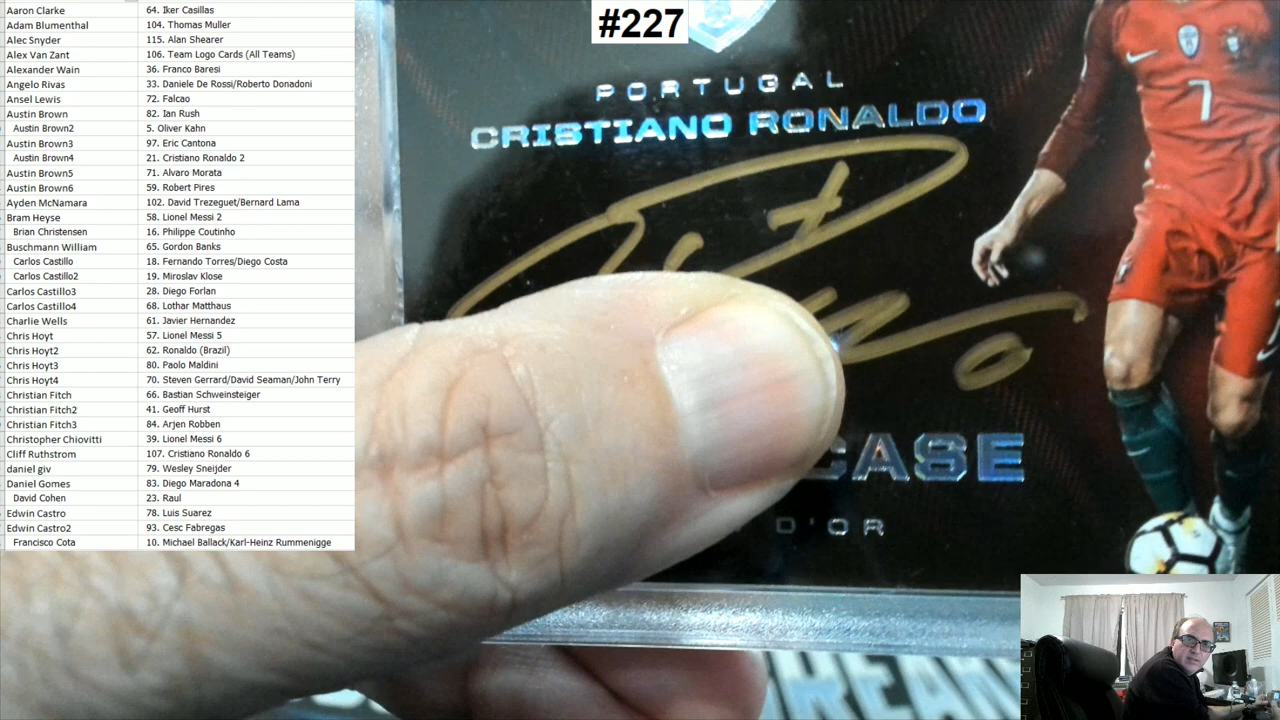 Aaron Clarke 64. Iker Casillas
Adam Blumenthal 104. Thomas Muller
Alec Snyder 115. Alan Shearer
Alex Van Zant 106. Team Logo Cards (All Teams)
Alexander Wain 36. Franco Baresi
Angelo Rivas 33. Daniele De Rossi/Roberto Donadoni
Ansel Lewis 72. Falcao
Austin Brown 82. Ian Rush
Austin Brown2 5. Oliver Kahn
Austin Brown3 97. Eric Cantona
Austin Brown4 21. Cristiano Ronaldo 2
Austin Brown5 71. Alvaro Morata
Austin Brown6 59. Robert Pires
Ayden McNamara 102. David Trezeguet/Bernard Lama
Bram Heyse 58. Lionel Messi 2
Brian Christensen 16. Philippe Coutinho
Buschmann William 65. Gordon Banks
Carlos Castillo 18. Fernando Torres/Diego Costa
Carlos Castillo2 19. Miroslav Klose
Carlos Castillo3 28. Diego Forlan
Carlos Castillo4 68. Lothar Matthaus
Charlie Wells 61. Javier Hernandez
Chris Hoyt 57. Lionel Messi 5
Chris Hoyt2 62. Ronaldo (Brazil)
Chris Hoyt3 80. Paolo Maldini
Chris Hoyt4 70. Steven Gerrard/David Seaman/John Terry
Christian Fitch 66. Bastian Schweinsteiger
Christian Fitch2 41. Geoff Hurst
Christian Fitch3 84. Arjen Robben
Christopher Chiovitti 39. Lionel Messi 6
Cliff Ruthstrom 107. Cristiano Ronaldo 6
daniel giv 79. Wesley Sneijder
Daniel Gomes 83. Diego Maradona 4
David Cohen 23. Raul
Edwin Castro 78. Luis Suarez
Edwin Castro2 93. Cesc Fabregas
Francisco Cota 10. Michael Ballack/Karl-Heinz Rummenigge
#227
PORTUGAL
CRISTIANO RONALDO
7
CASE
D'OR